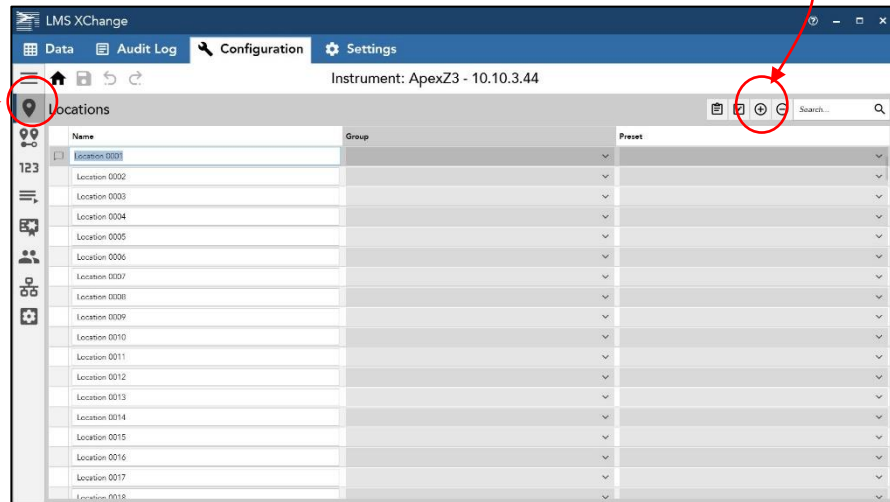 LMS XChange
Data Audit Log Configuration Settings
Instrument: ApexZ3 - 10.10.3.44
Locations Search...
Name Group Preset
Location 0001
Location 0002
Location 0003
Location 0004
Location 0005
Location 0006
Location 0007
Location 0008
Location 0009
Location 0010
Location 0011
Location 0012
Location 0013
Location 0014
Location 0015
Location 0016
Location 0017
Location 0018
123